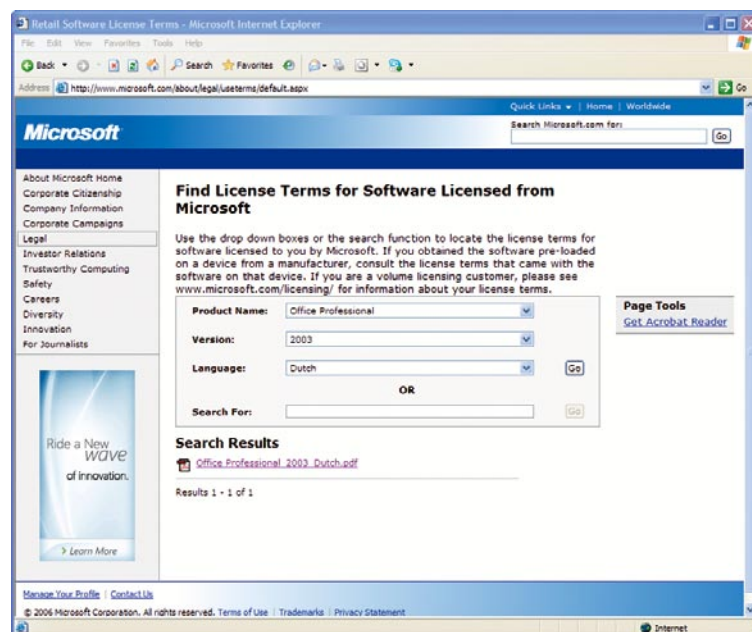 Retail Software License Terms - Microsoft Internet Explorer
File Edit View Favorites Tools Help
Back Search Favorites
Address http://www.microsoft.com/about/legal/useterms/default.aspx Go
Quick Links | Home | Worldwide
Microsoft
Search Microsoft.com for:
Go
About Microsoft Home
Corporate Citizenship
Company Information
Corporate Campaigns
Legal
Investor Relations
Trustworthy Computing
Safety
Careers
Diversity
Innovation
For Journalists
Ride a New
wave
of innovation.
Learn More
Find License Terms for Software Licensed from
Microsoft
Use the drop down boxes or the search function to locate the license terms for
software licensed to you by Microsoft. If you obtained the software pre-loaded
on a device from a manufacturer, consult the license terms that came with the
software on that device. If you are a volume licensing customer, please see
www.microsoft.com/licensing/ for information about your license terms.
Product Name: Office Professional
Version: 2003
Language: Dutch Go
OR
Search For: Go
Search Results
Office Professional_2003_Dutch.pdf
Results 1 - 1 of 1
Page Tools
Get Acrobat Reader
Manage Your Profile | Contact Us
© 2006 Microsoft Corporation. All rights reserved. Terms of Use | Trademarks | Privacy Statement
Internet